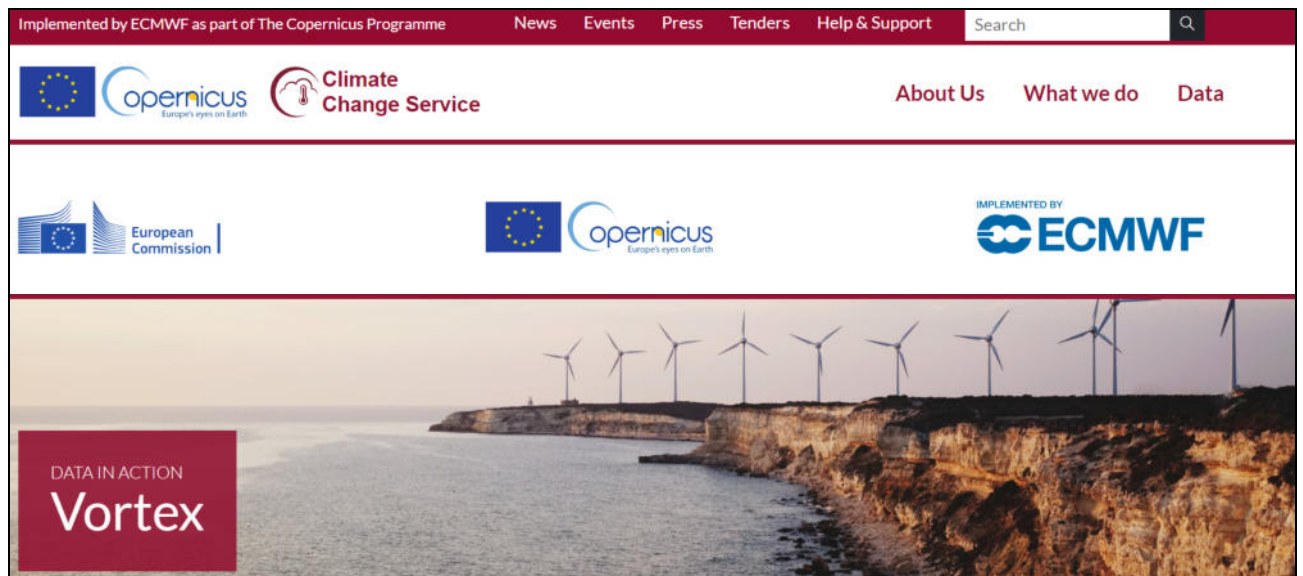 Implemented by ECMWF as part of The Copernicus Programme News Events Press Tenders Help & Support Search
opernicus
Europe's eyes on Earth
Climate
Change Service
About Us What we do Data
European
Commission
opernicus
Europe's eyes on Earth
IMPLEMENTED BY
ECMWF
DATA IN ACTION
Vortex